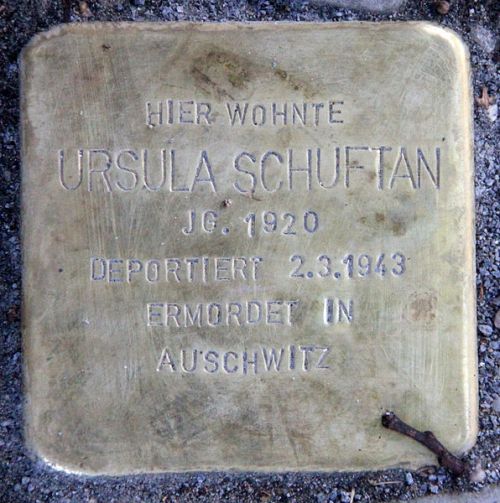 HIER WOHNTE
URSULA SCHUFTAN
JG. 1920
DEPORTIERT 2.3.1943
ERMORDET IN
AUSCHWITZ